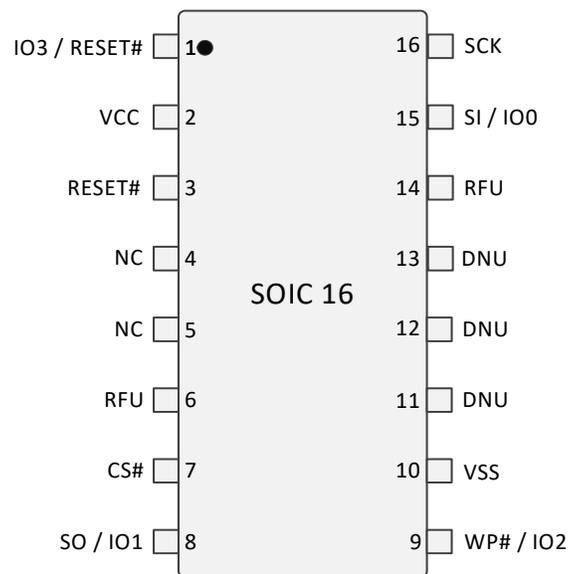 IO3 / RESET# 1 16 SCK
VCC 2 15 SI / IO0
RESET# 3 14 RFU
NC 4 13 DNU
SOIC 16
NC 5 12 DNU
RFU 6 11 DNU
CS# 7 10 VSS
SO / IO1 8 9 WP# / IO2